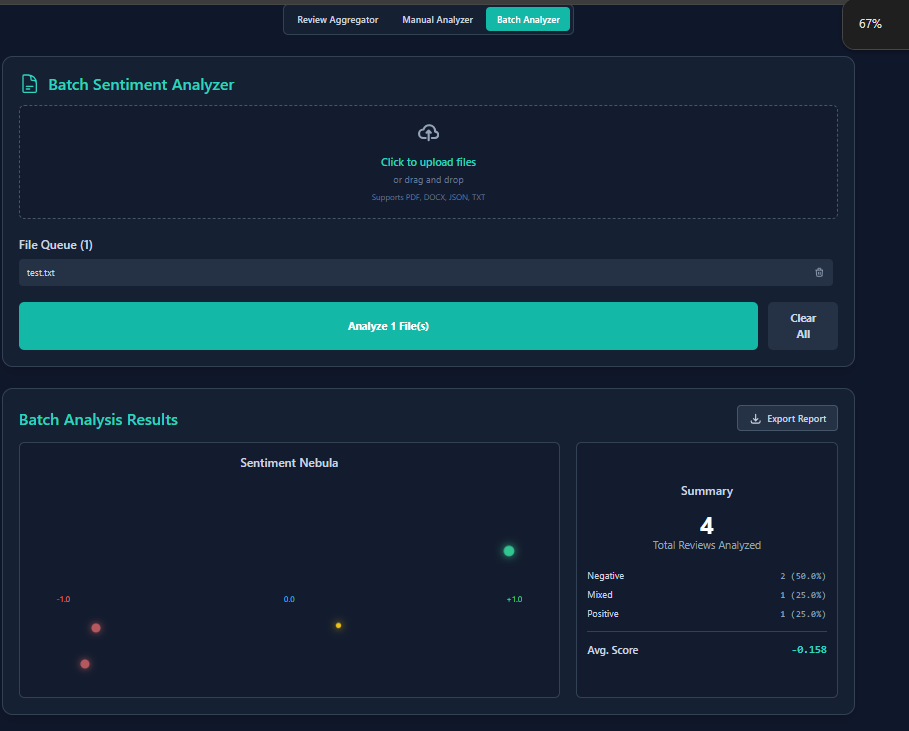 Review Aggregator Manual Analyzer Batch Analyzer
67%
Batch Sentiment Analyzer
Click to upload files
or drag and drop
Supports PDF, DOCX, JSON, TXT
File Queue (1)
test.txt
Analyze 1 File(s)
Clear
All
Batch Analysis Results
Export Report
Sentiment Nebula
-1.0 0.0 +1.0
Summary
4
Total Reviews Analyzed
Negative 2 (50.0%)
Mixed 1 (25.0%)
Positive 1 (25.0%)
Avg. Score -0.158